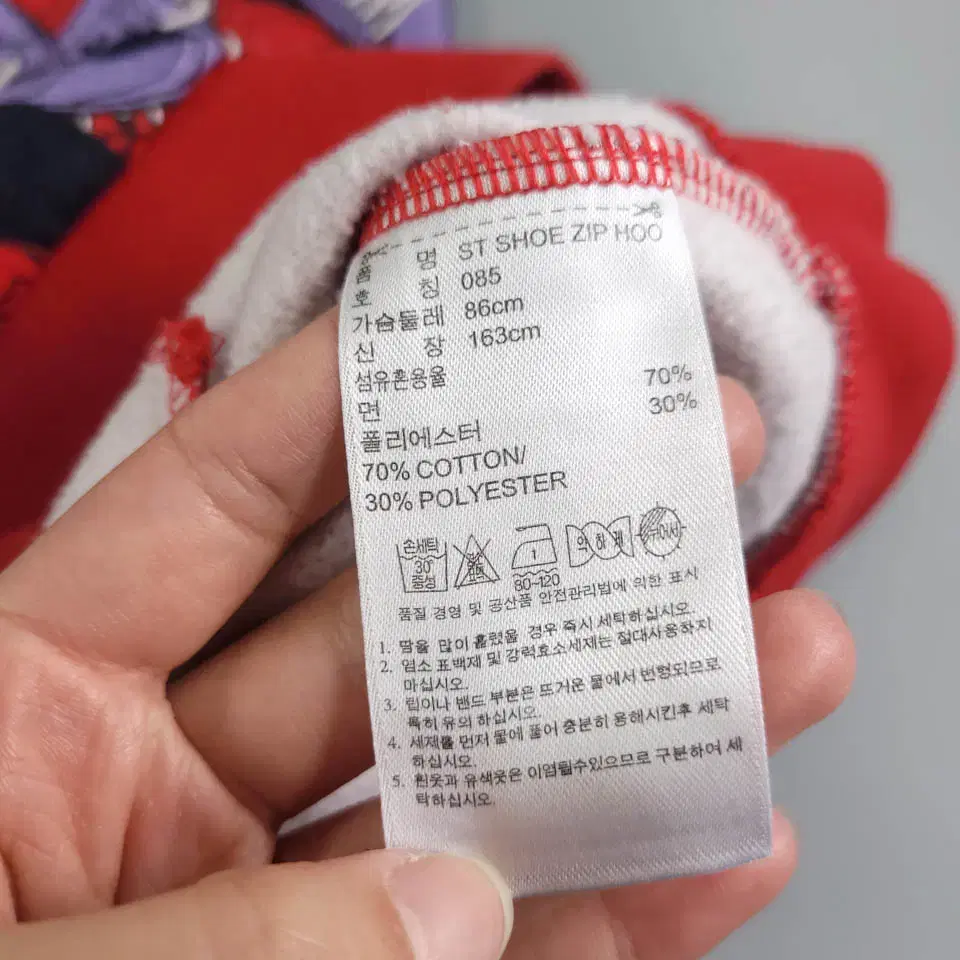 품 명 ST SHOE ZIP HOO
호 칭 085
가슴둘레 86cm
신 장 163cm
섬유혼용율
면 70%
폴리에스터 30%
70% COTTON/
30% POLYESTER
손세탁
30°
중성
1
80~120
약하게
품질 경영 및 공산품 안전관리법에 의한 표시
1. 땀을 많이 흘렸을 경우 즉시 세탁하십시오.
2. 염소 표백제 및 강력효소세제는 절대사용하지
마십시오.
3. 립이나 밴드 부분은 뜨거운 물에서 변형되므로
특히 유의 하십시오.
4. 세제를 먼저 물에 풀어 충분히 용해시킨후 세탁
하십시오.
5. 흰옷과 유색옷은 이염될수있으므로 구분하여 세
탁하십시오.